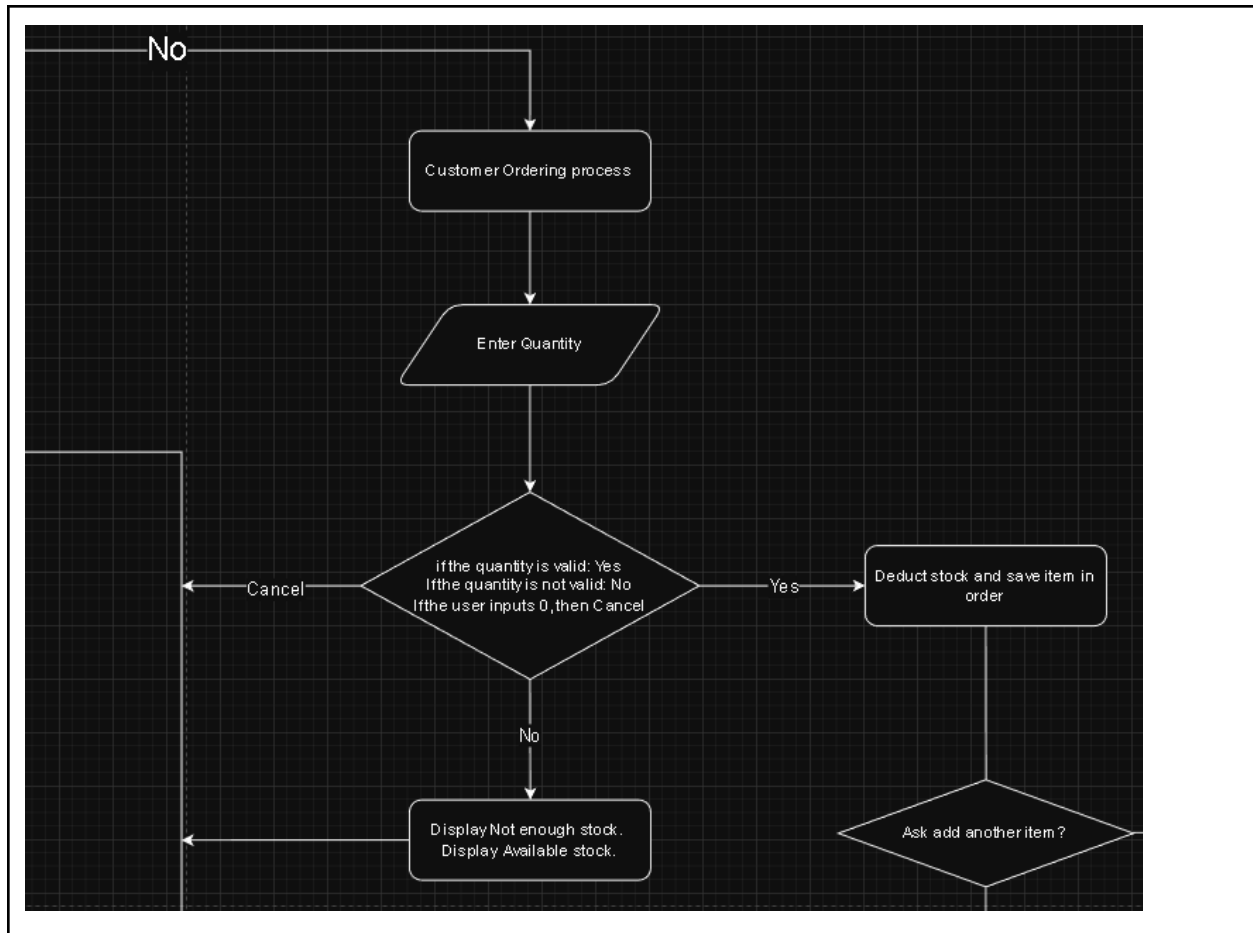 No
Customer Ordering process
Enter Quantity
if the quantity is valid: Yes
If the quantity is not valid: No
If the user inputs 0, then Cancel
Cancel
Yes
Deduct stock and save item in
order
No
Display Not enough stock.
Display Available stock.
Ask add another item?